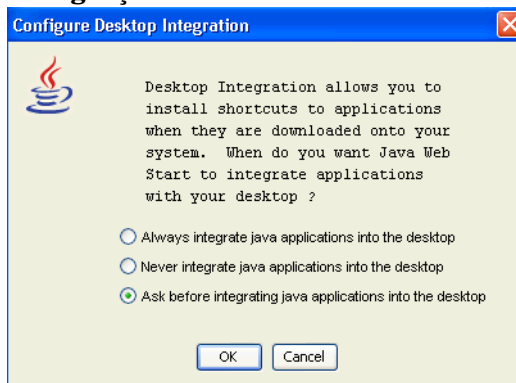 Configure Desktop Integration
Desktop Integration allows you to
install shortcuts to applications
when they are downloaded onto your
system.  When do you want Java Web
Start to integrate applications
with your desktop ?
Always integrate java applications into the desktop
Never integrate java applications into the desktop
Ask before integrating java applications into the desktop
OK
Cancel